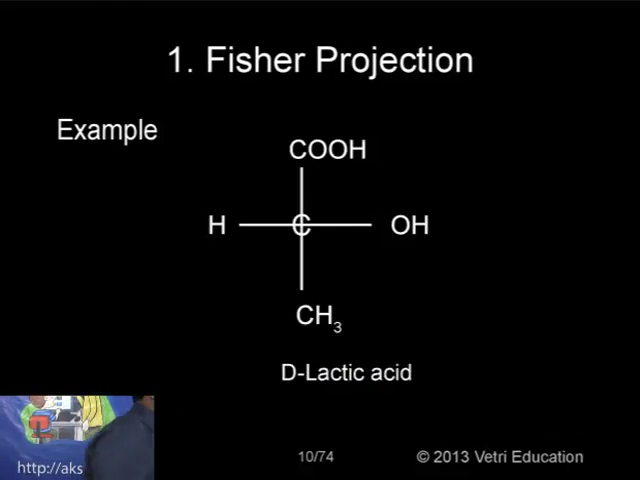 1. Fisher Projection
Example
COOH
H C OH
CH3
D-Lactic acid
http://aks
10/74 © 2013 Vetri Education